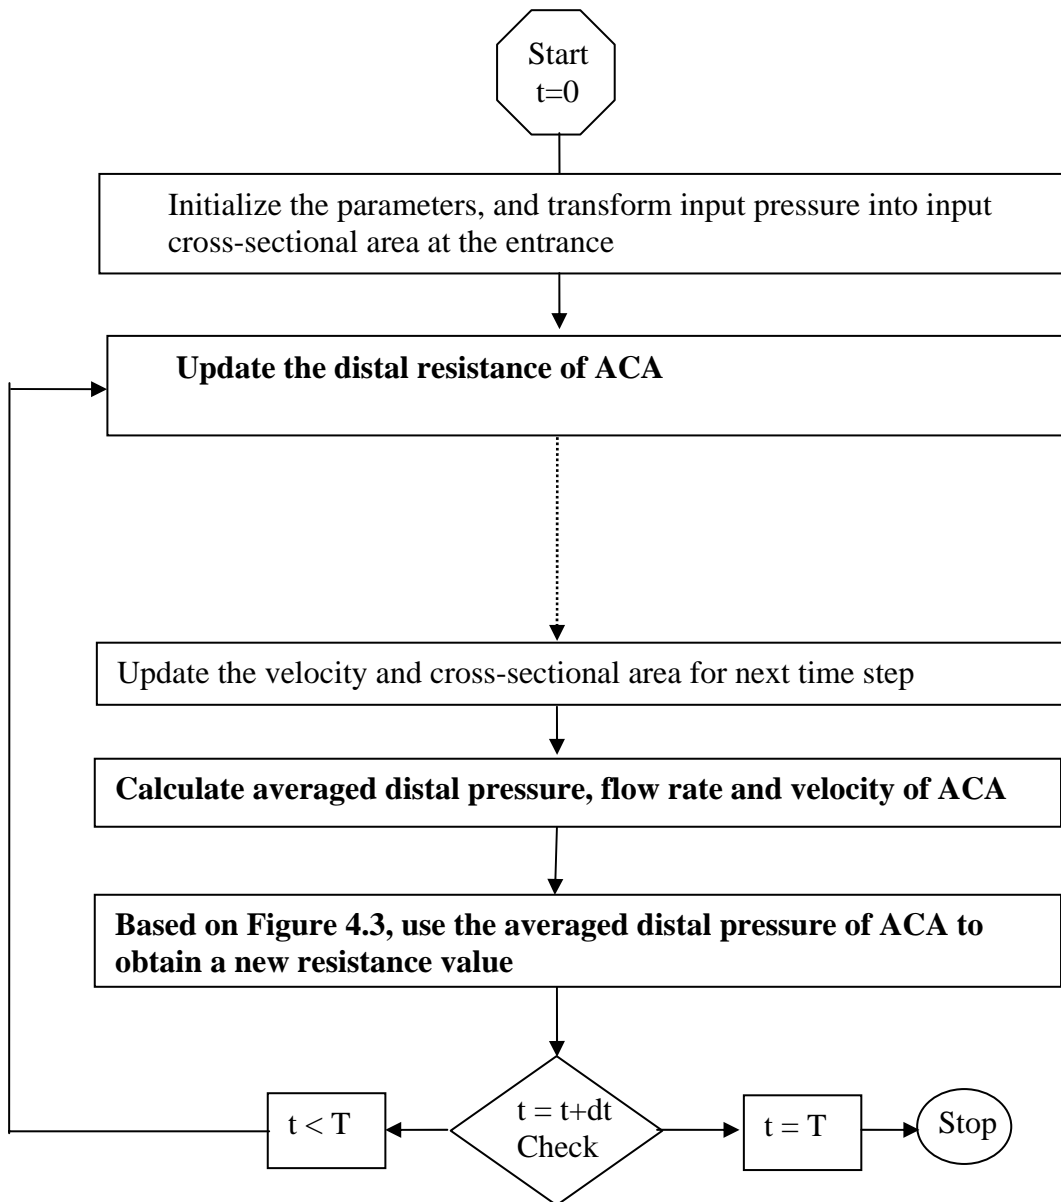 Start
t=0
Initialize the parameters, and transform input pressure into input
cross-sectional area at the entrance
Update the distal resistance of ACA
Update the velocity and cross-sectional area for next time step
Calculate averaged distal pressure, flow rate and velocity of ACA
Based on Figure 4.3, use the averaged distal pressure of ACA to
obtain a new resistance value
t = t+dt
Check
t < T
t = T
Stop